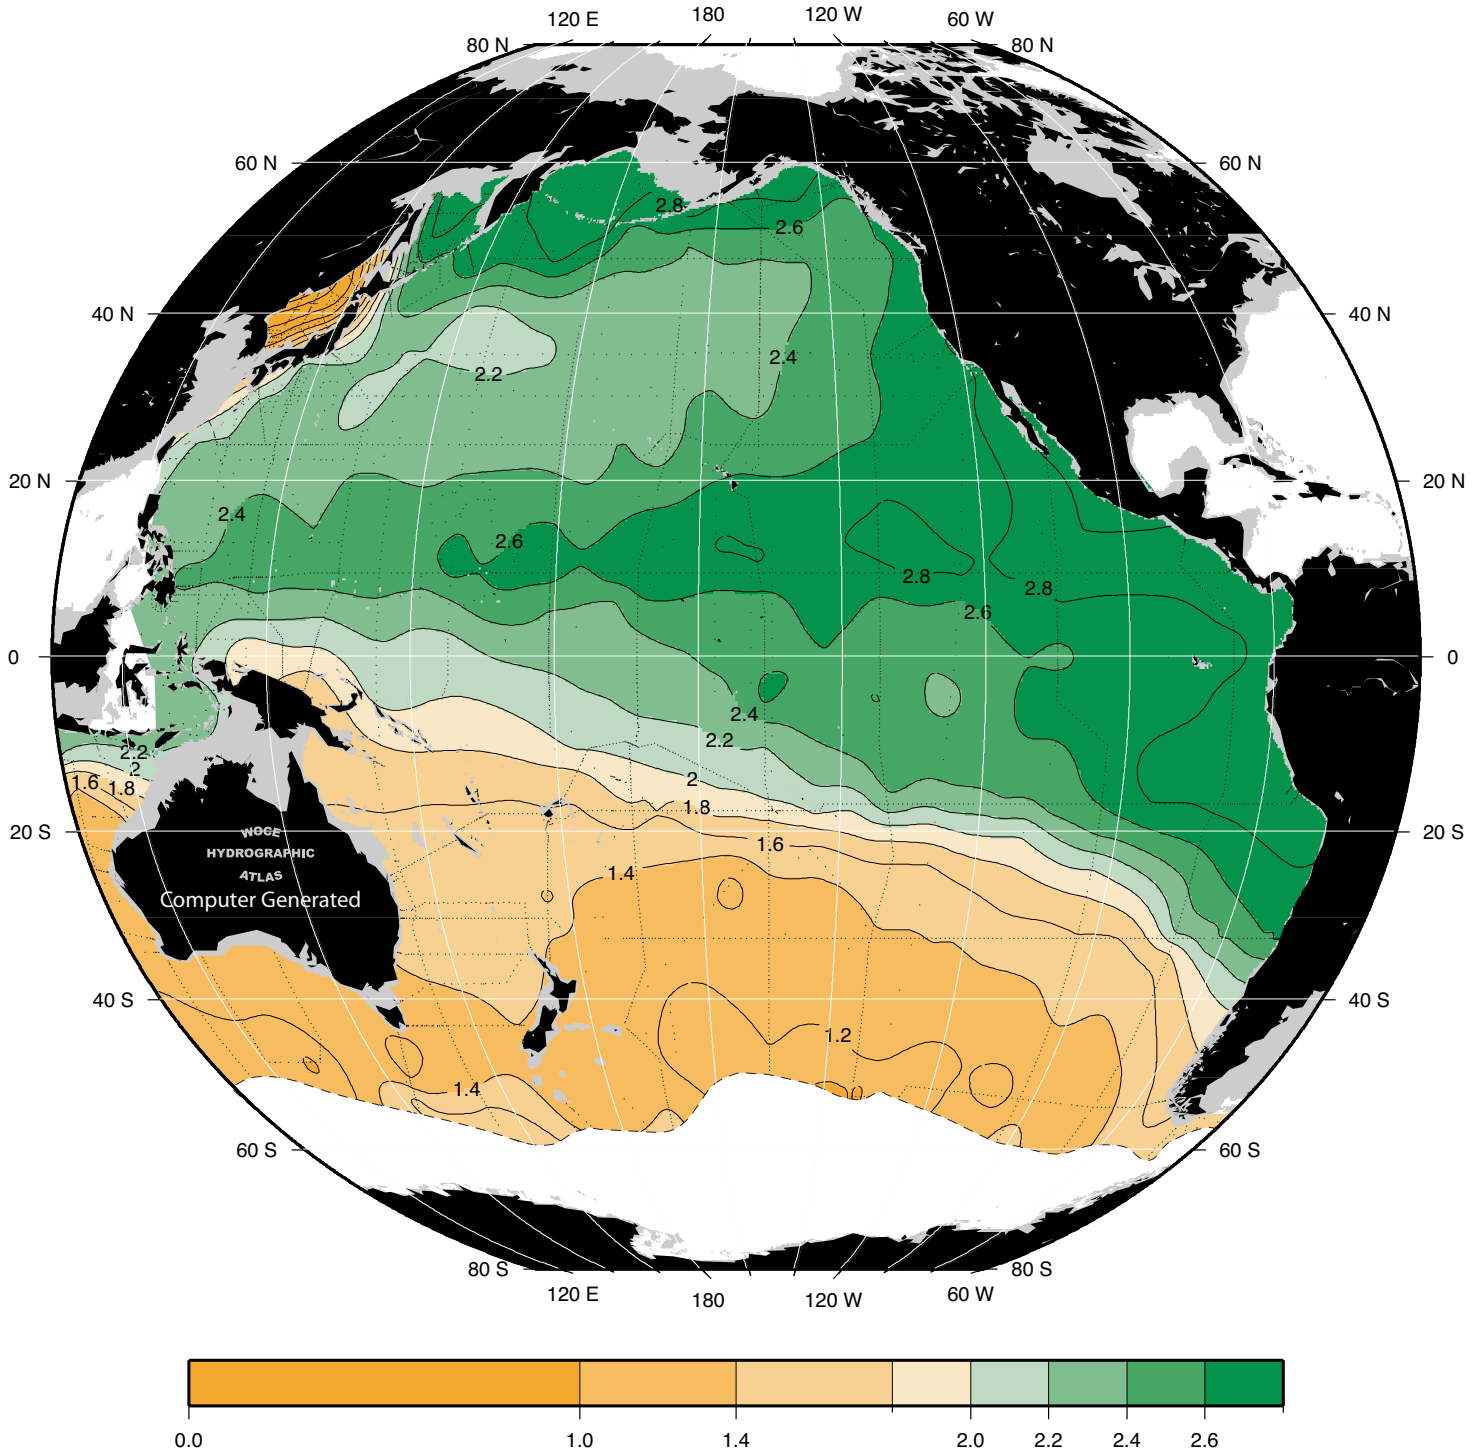 120 E 180 120 W 60 W
80 N 80 N
60 N 60 N
2.8
2.6
40 N 40 N
2.4
2.2
20 N 20 N
2.4
2.6
2.8
2.8
2.6
0 0
2.4
2.2
2.2
2
2
1.6
1.8
1.8
20 S 20 S
WOCE
1.6
HYDROGRAPHIC
ATLAS
1.4
Computer Generated
40 S 40 S
1.2
1.4
60 S 60 S
80 S 80 S
120 E 180 120 W 60 W
0.0 1.0 1.4 2.0 2.2 2.4 2.6